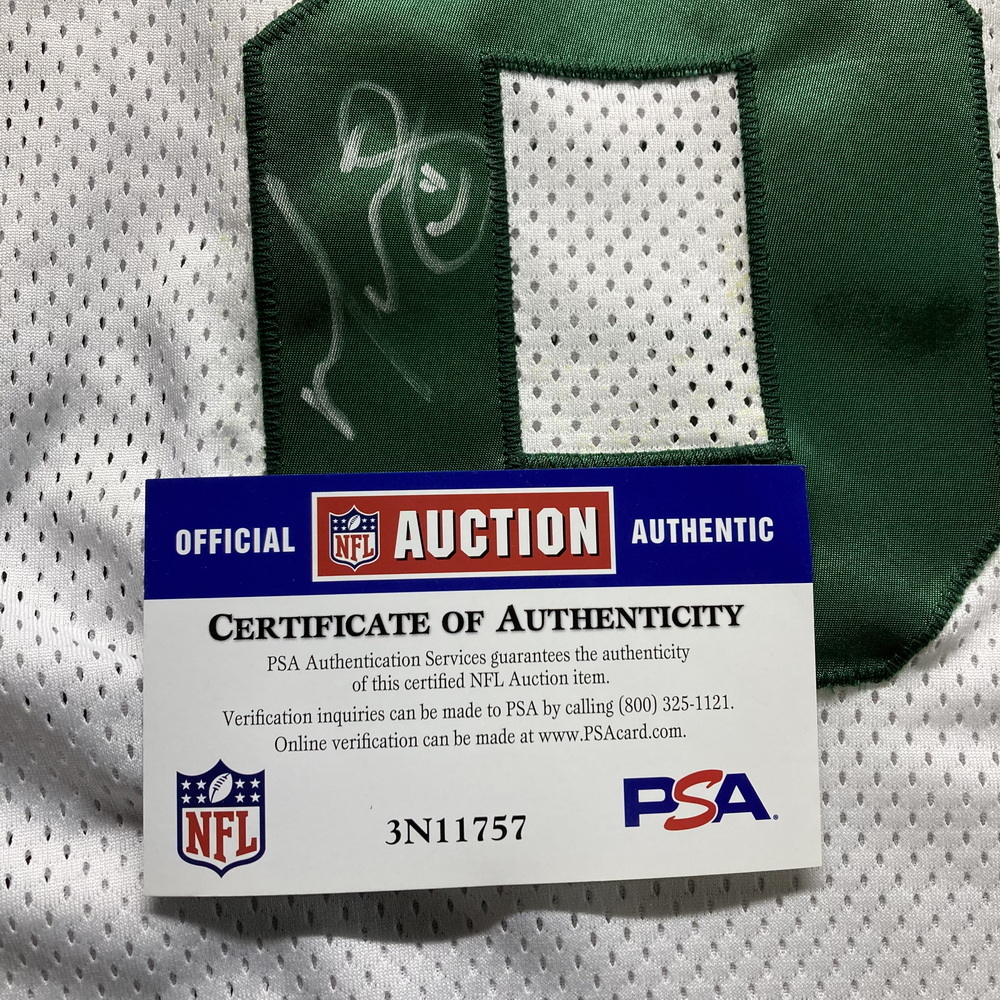 OFFICIAL NFL AUCTION AUTHENTIC
CERTIFICATE OF AUTHENTICITY
PSA Authentication Services guarantees the authenticity
of this certified NFL Auction item.
Verification inquiries can be made to PSA by calling (800) 325-1121.
Online verification can be made at www.PSAcard.com.
NFL
3N11757
PSA